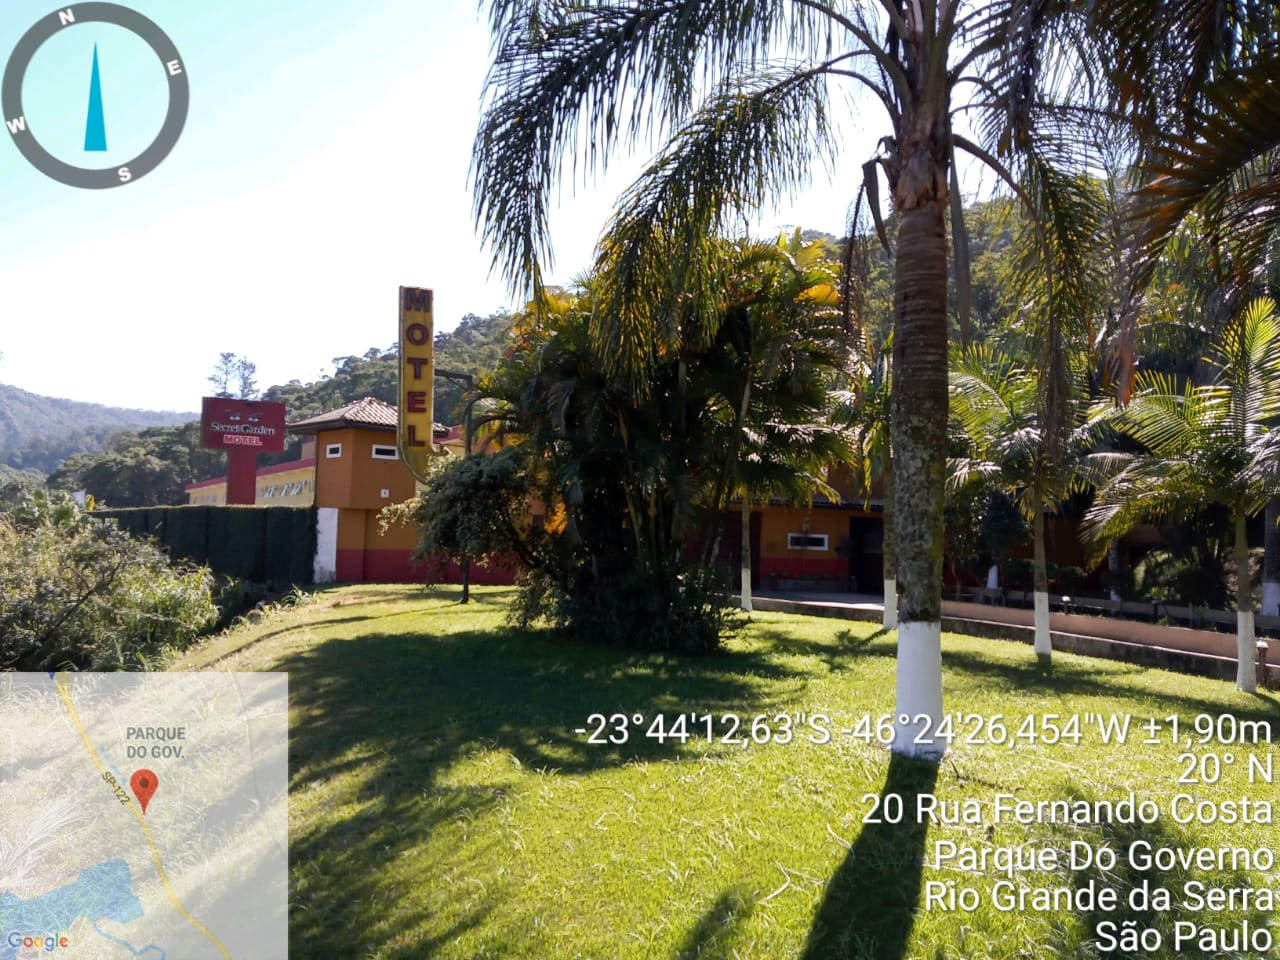 N
E
W
S
MOTEL
Secret Garden
MOTEL
PARQUE
DO GOV.
SP-122
Google
-23°44'12,63"S -46°24'26,454"W ±1,90m
20° N
20 Rua Fernando Costa
Parque Do Governo
Rio Grande da Serra
São Paulo